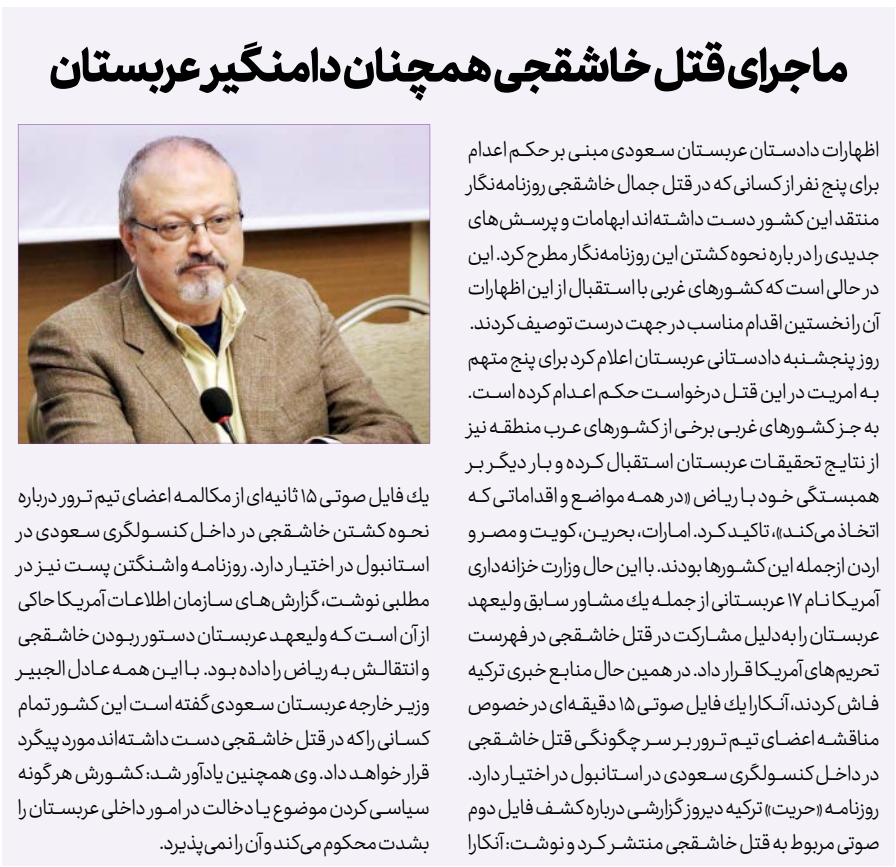 ماجرای قتل خاشقجی همچنان دامنگیر عربستان
اظهارات دادستان عربستان سعودی مبنی بر حکم اعدام
برای پنج نفر از کسانی که در قتل جمال خاشقجی روزنامه‌نگار
منتقد این کشور دست داشته‌اند ابهامات و پرسش‌های
جدیدی را در باره نحوه کشتن این روزنامه‌نگار مطرح کرد. این
در حالی است که کشورهای غربی با استقبال از این اظهارات
آن را نخستین اقدام مناسب در جهت درست توصیف کردند.
روز پنجشنبه دادستانی عربستان اعلام کرد برای پنج متهم
به امریت در این قتل درخواست حکم اعدام کرده است.
به جز کشورهای غربی برخی از کشورهای عرب منطقه نیز
از نتایج تحقیقات عربستان استقبال کرده و بار دیگر بر
همبستگی خود با ریاض «در همه مواضع و اقداماتی که
اتخاذ می‌کند»، تاکید کرد. امارات، بحرین، کویت و مصر و
اردن ازجمله این کشورها بودند. با این حال وزارت خزانه‌داری
آمریکا نام ۱۷ عربستانی از جمله یك مشاور سابق ولیعهد
عربستان را به‌دلیل مشارکت در قتل خاشقجی در فهرست
تحریم‌های آمریکا قرار داد. در همین حال منابع خبری ترکیه
فاش کردند، آنکارا یك فایل صوتی ۱۵ دقیقه‌ای در خصوص
مناقشه اعضای تیم ترور بر سر چگونگی قتل خاشقجی
در داخل کنسولگری سعودی در استانبول در اختیار دارد.
روزنامه «حریت» ترکیه دیروز گزارشی درباره کشف فایل دوم
صوتی مربوط به قتل خاشقجی منتشر کرد و نوشت: آنکارا
یك فایل صوتی ۱۵ ثانیه‌ای از مکالمه اعضای تیم ترور درباره
نحوه کشتن خاشقجی در داخل کنسولگری سعودی در
استانبول در اختیار دارد. روزنامه واشنگتن پست نیز در
مطلبی نوشت، گزارش‌های سازمان اطلاعات آمریکا حاکی
از آن است که ولیعهد عربستان دستور ربودن خاشقجی
و انتقالش به ریاض را داده بود. با این همه عادل الجبیر
وزیر خارجه عربستان سعودی گفته است این کشور تمام
کسانی را که در قتل خاشقجی دست داشته‌اند مورد پیگرد
قرار خواهد داد. وی همچنین یادآور شد: کشورش هر گونه
سیاسی کردن موضوع یا دخالت در امور داخلی عربستان را
بشدت محکوم می‌کند و آن را نمی‌پذیرد.